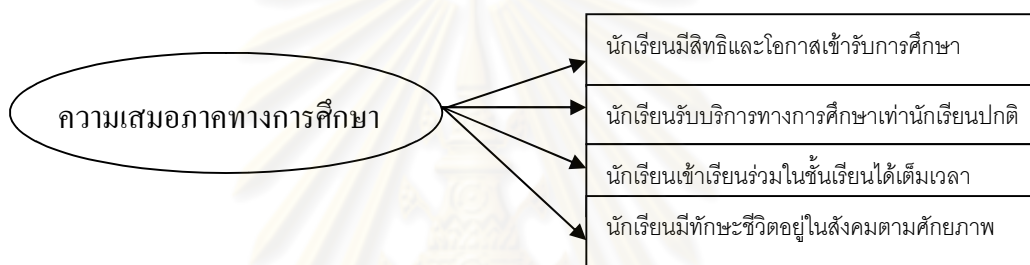 นักเรียนมีสิทธิและโอกาสเข้ารับการศึกษา
ความเสมอภาคทางการศึกษา
นักเรียนรับบริการทางการศึกษาเท่านักเรียนปกติ
นักเรียนเข้าเรียนร่วมในชั้นเรียนได้เต็มเวลา
นักเรียนมีทักษะชีวิตอยู่ในสังคมตามศักยภาพ